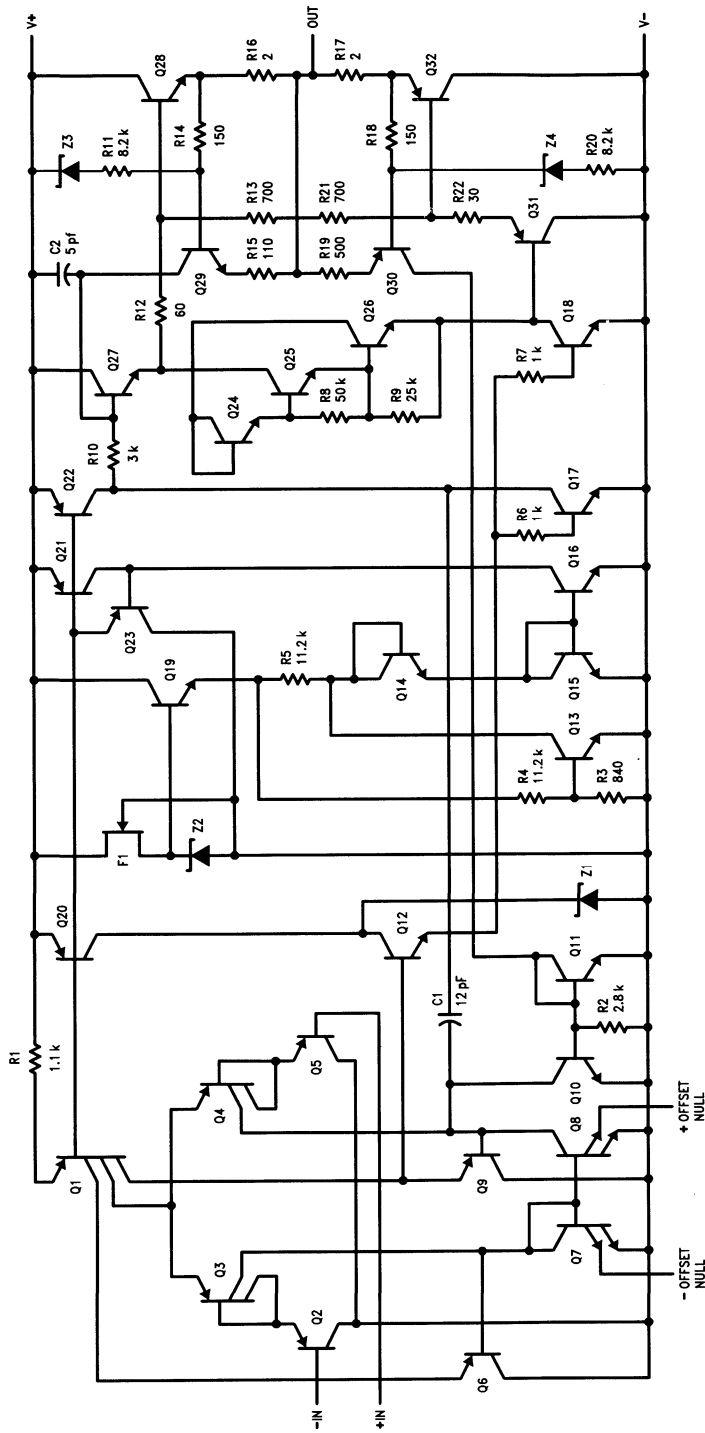 V+
Q28
R16
2
OUT
R17
2
Q32
V-
Z3
R11
8.2 k
R14
150
R18
150
Z4
R20
8.2 k
C2
5 pf
R13
700
R21
700
R22
30
Q31
Q29
R15
110
R19
500
Q30
R12
60
Q27
Q26
Q25
Q24
R8
50 k
R9
25 k
R7
1 k
Q18
R10
3 k
Q22
Q17
R6
1 k
Q21
Q16
Q23
Q19
R5
11.2 k
Q14
Q15
Q13
R4
11.2 k
R3
840
F1
Z2
Q20
Q12
Z1
Q11
R1
1.1 k
C1
12 pF
R2
2.8 k
Q5
Q4
Q10
Q8
+ OFFSET
NULL
Q1
Q9
Q3
Q7
- OFFSET
NULL
Q2
Q6
-IN
+IN